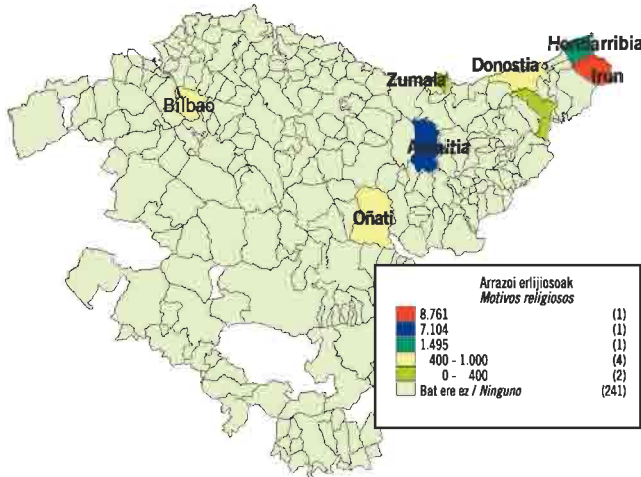 Hondarribia
Donostia
Irun
Zumaia
Bilbao
Oñati
Arrazoi erlijiosoak
Motivos religiosos
8.761 (1)
7.104 (1)
1.495 (1)
400 - 1.000 (4)
0 - 400 (2)
Bat ere ez / Ninguno (241)